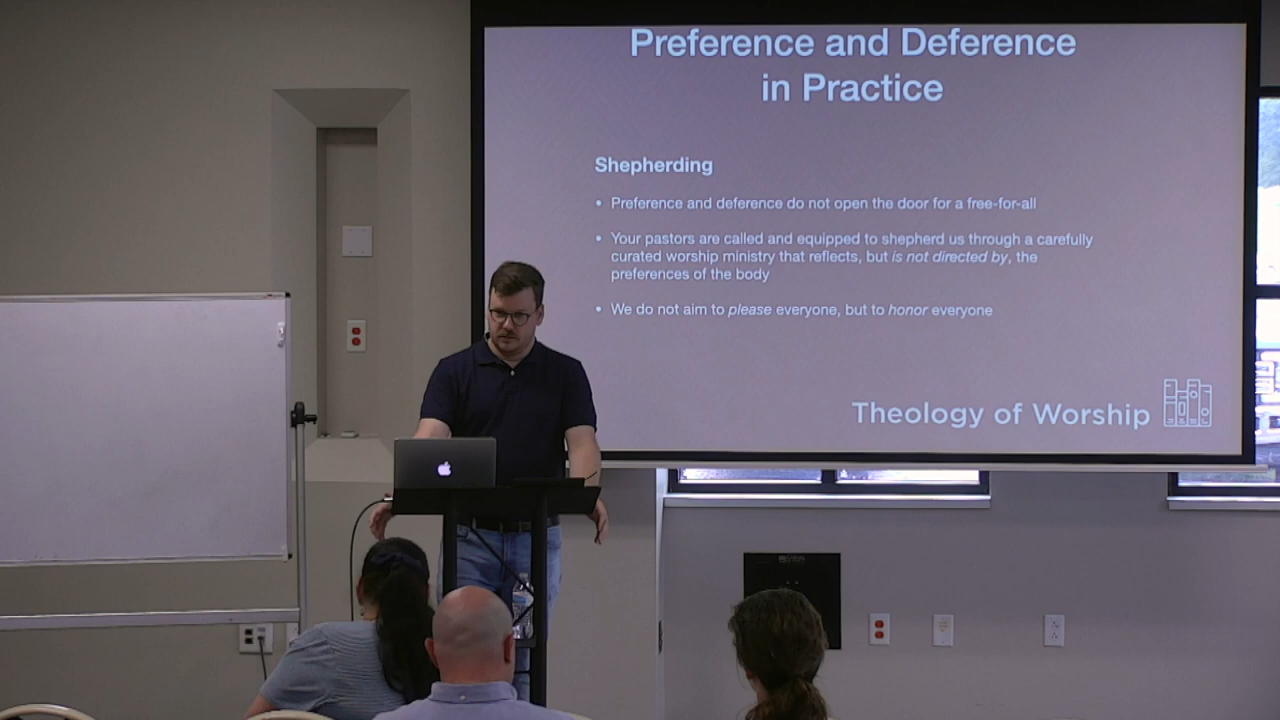 Preference and Deference
in Practice
Shepherding
• Preference and deference do not open the door for a free-for-all
• Your pastors are called and equipped to shepherd us through a carefully
curated worship ministry that reflects, but is not directed by, the
preferences of the body
• We do not aim to please everyone, but to honor everyone
Theology of Worship